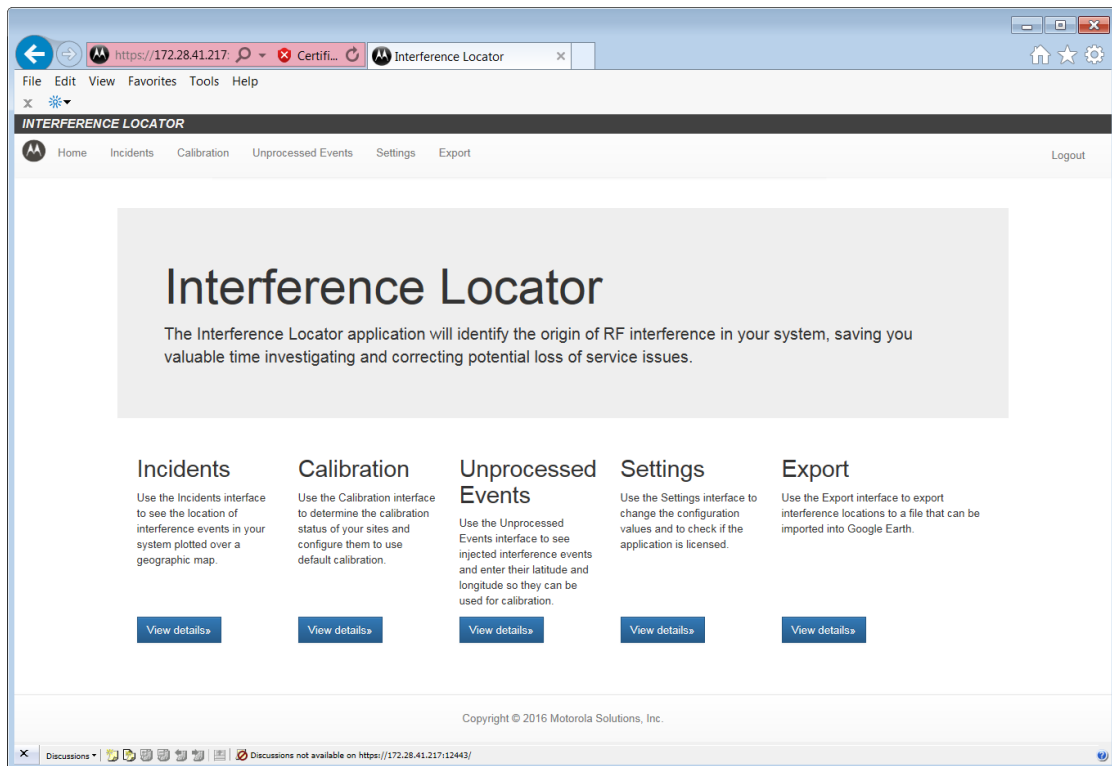 https://172.28.41.217:
Certifi...
Interference Locator
File Edit View Favorites Tools Help
x
INTERFERENCE LOCATOR
Home Incidents Calibration Unprocessed Events Settings Export Logout
Interference Locator
The Interference Locator application will identify the origin of RF interference in your system, saving you
valuable time investigating and correcting potential loss of service issues.
Incidents
Use the Incidents interface
to see the location of
interference events in your
system plotted over a
geographic map.
View details»
Calibration
Use the Calibration interface
to determine the calibration
status of your sites and
configure them to use
default calibration.
View details»
Unprocessed
Events
Use the Unprocessed
Events interface to see
injected interference events
and enter their latitude and
longitude so they can be
used for calibration.
View details»
Settings
Use the Settings interface to
change the configuration
values and to check if the
application is licensed.
View details»
Export
Use the Export interface to export
interference locations to a file that can be
imported into Google Earth.
View details»
Copyright © 2016 Motorola Solutions, Inc.
Discussions Discussions not available on https://172.28.41.217:12443/